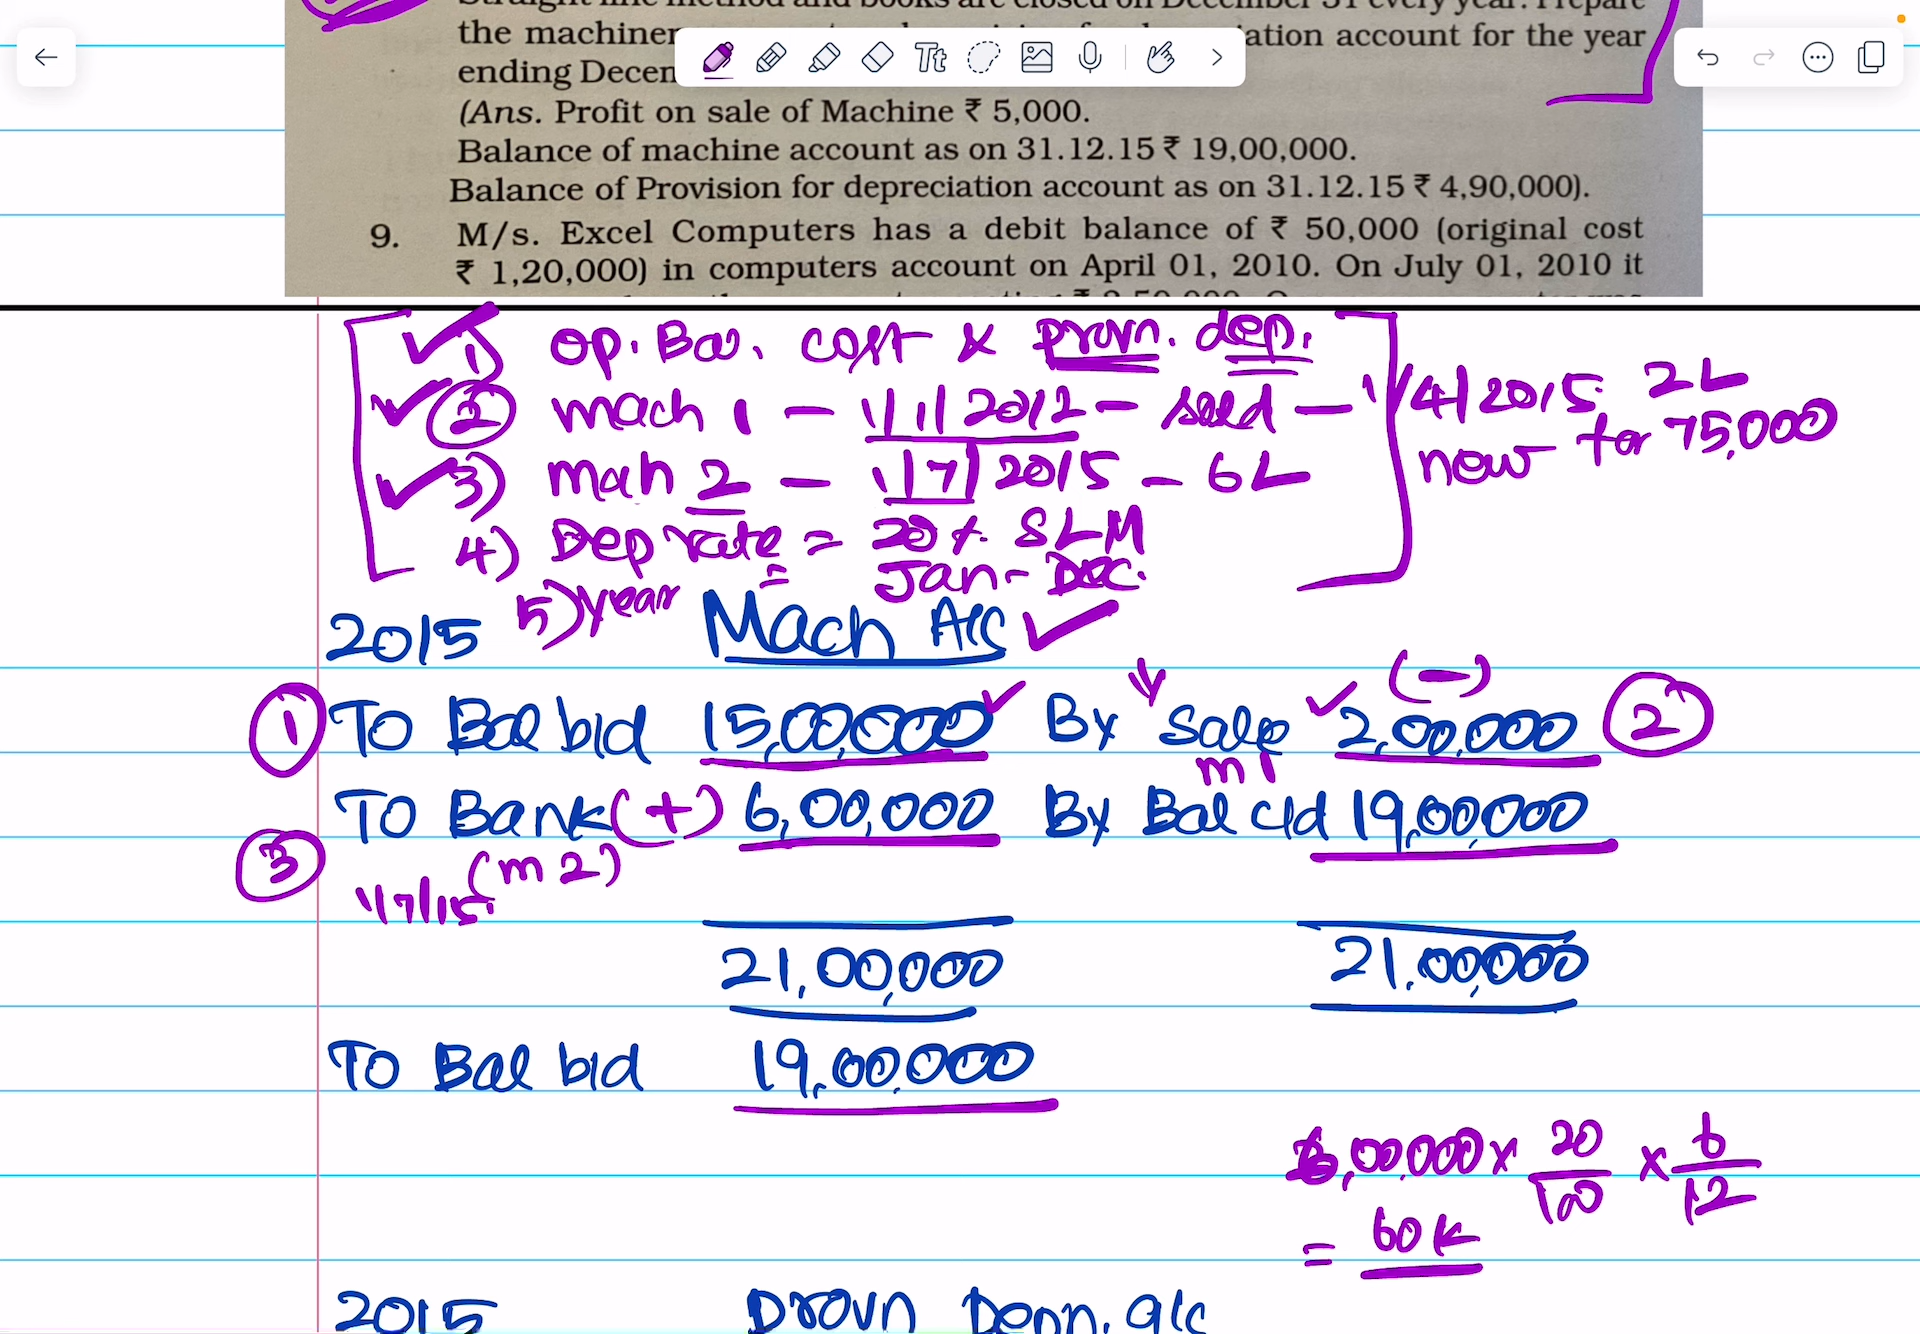 the machiner ation account for the year
ending Decem
(Ans. Profit on sale of Machine ₹ 5,000.
Balance of machine account as on 31.12.15 ₹ 19,00,000.
Balance of Provision for depreciation account as on 31.12.15 ₹ 4,90,000).
9. M/s. Excel Computers has a debit balance of ₹ 50,000 (original cost
₹ 1,20,000) in computers account on April 01, 2010. On July 01, 2010 it
Tt
1) Op. Bal. cost & provn. dep.
2 mach 1 - 1/1/2012 - sold - 1/4/2015 2L
now for 75,000
3) mah 2 - 1/7/2015 - 6L
4) Dep rate = 20%. SLM
5) year Jan - Dec.
2015 Mach A/c
1 To Bal b/d 15,00,000 By Sale 2,00,000 2
(-)
m1
To Bank (+) 6,00,000 By Bal c/d 19,00,000
3 1/7/15 (m2)
21,00,000 21,00,000
To Bal b/d 19,00,000
6,00,000 x 20/100 x 6/12
= 60k
2015 Provn Depn. a/c